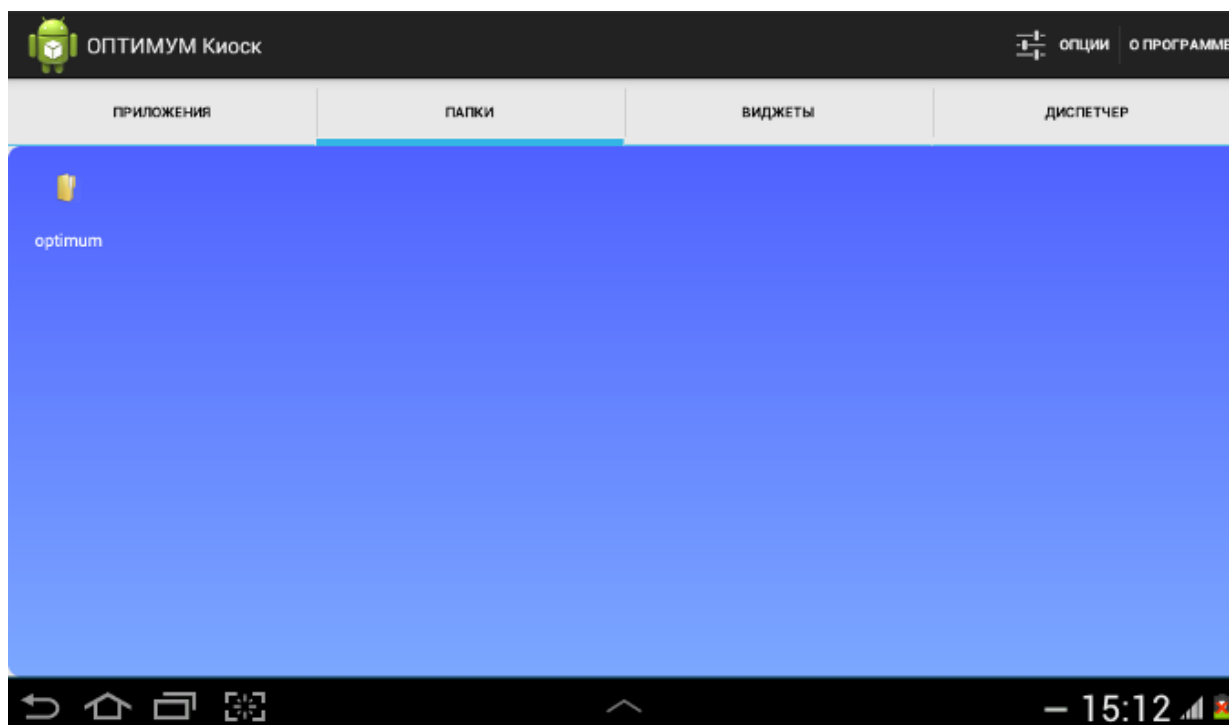 ОПТИМУМ Киоск
ОПЦИИ
О ПРОГРАММЕ
ПРИЛОЖЕНИЯ
ПАПКИ
ВИДЖЕТЫ
ДИСПЕТЧЕР
optimum
15:12